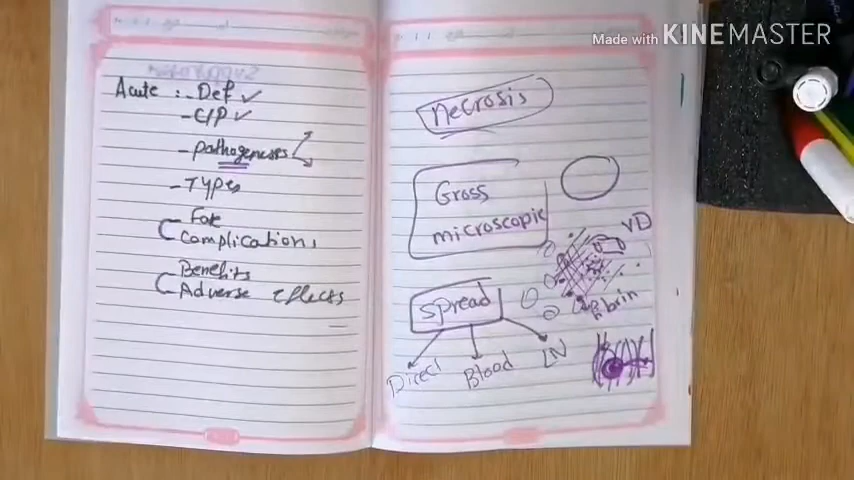 Acute :- Def ✓
- C/P ✓
- pathogenesis
- Types
- Fate
Complications
- Benefits
Adverse effects
Necrosis
Gross
microscopic
VD
Fibrin
spread
Direct
Blood
LN
Made with KINEMASTER